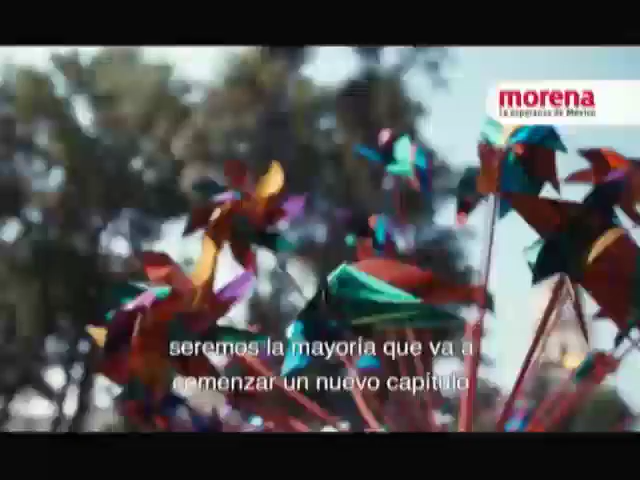 morena
La esperanza de México
seremos la mayoría que va a
comenzar un nuevo capítulo